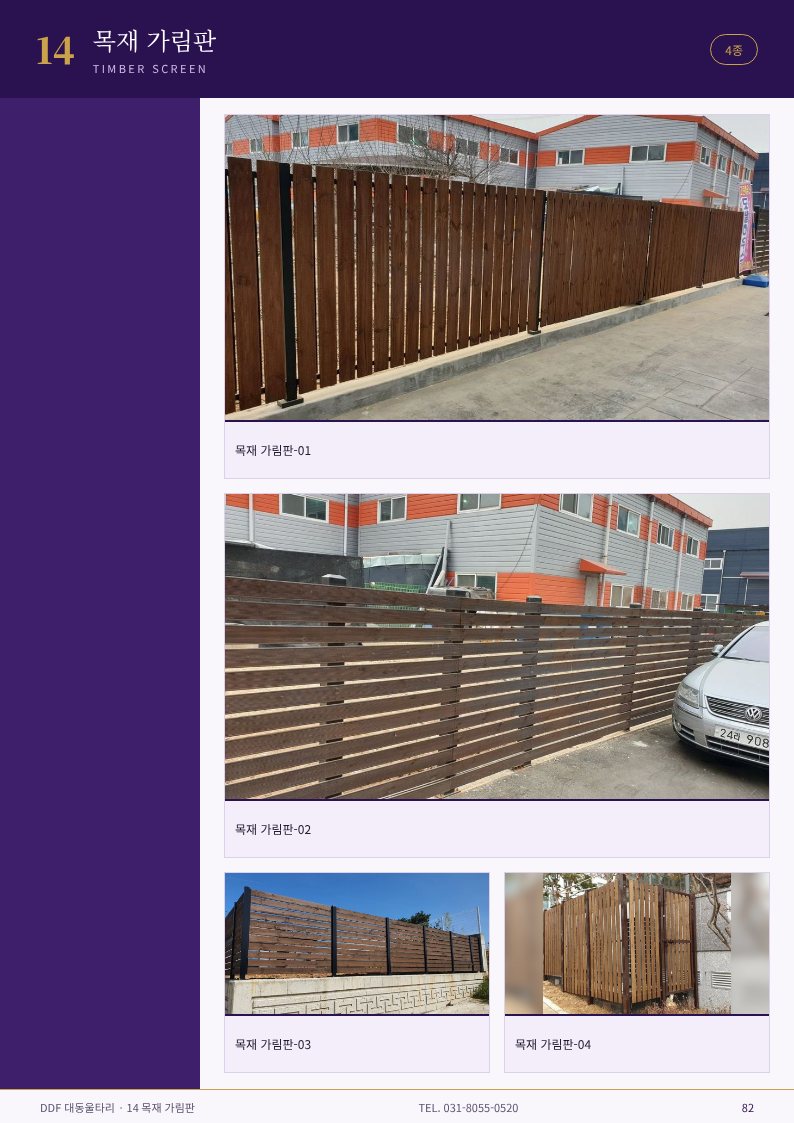 14
목재 가림판
TIMBER SCREEN
4종
목재 가림판-01
24라 908
목재 가림판-02
목재 가림판-03
목재 가림판-04
DDF 대동울타리 · 14 목재 가림판
TEL. 031-8055-0520
82